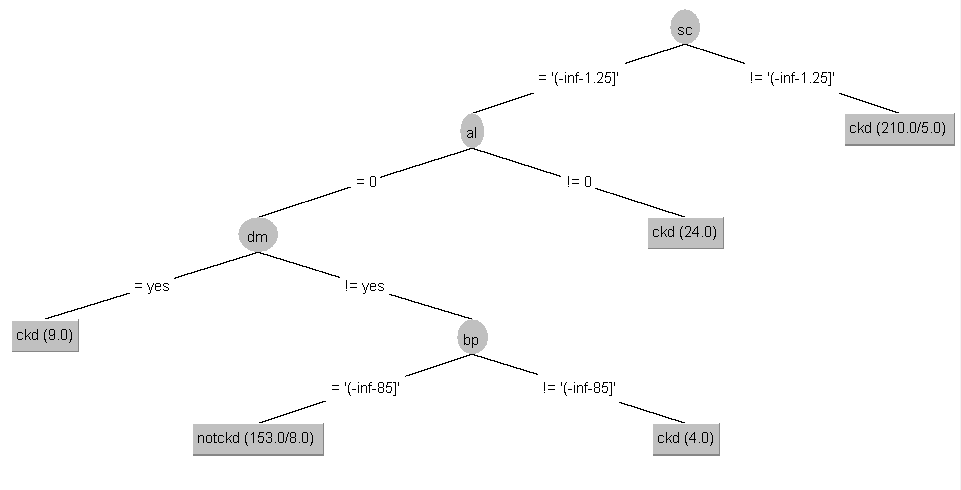 sc
= '(-inf-1.25]'
!= '(-inf-1.25]'
al
ckd (210.0/5.0)
= 0
!= 0
dm
ckd (24.0)
= yes
!= yes
ckd (9.0)
bp
= '(-inf-85]'
!= '(-inf-85]'
notckd (153.0/8.0)
ckd (4.0)